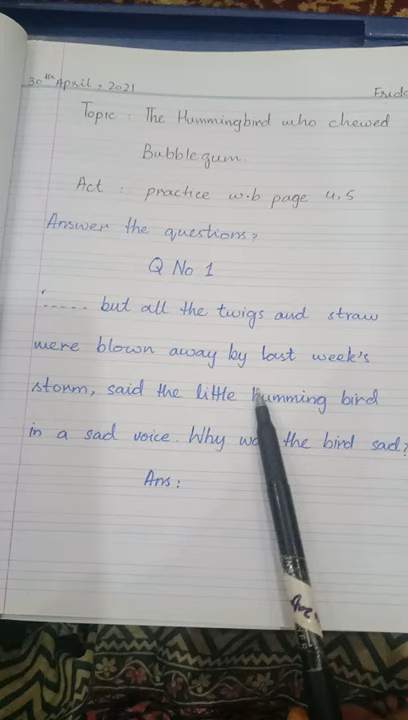 30th April, 2021
Topic : The Hummingbird who chewed
Bubblegum.
Act : practice w.b page 4,5
Answer the questions?
Q No 1
"..... but all the twigs and straw
were blown away by last week's
storm, said the little humming bird
in a sad voice. Why the bird sad?
Ans :